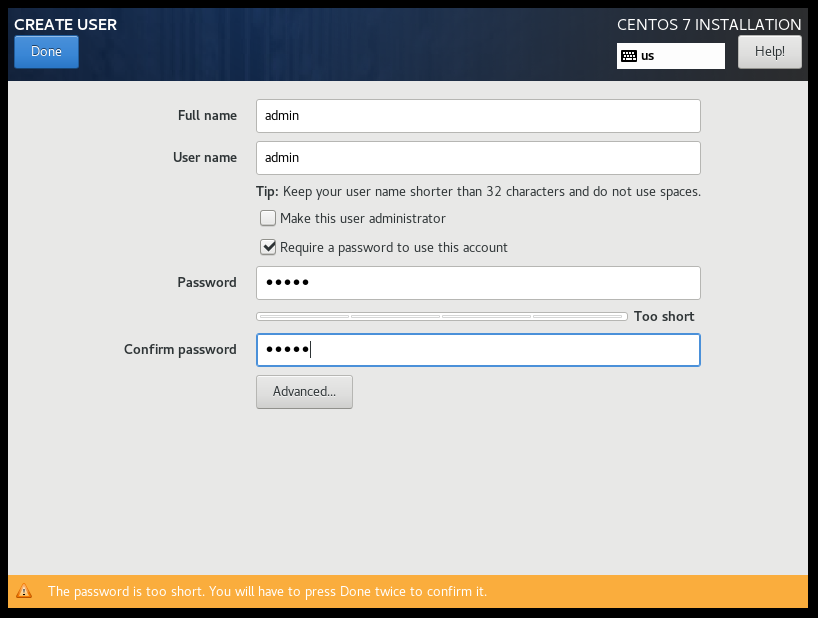 CREATE USER
CENTOS 7 INSTALLATION
Done
us
Help!
Full name
admin
User name
admin
Tip: Keep your user name shorter than 32 characters and do not use spaces.
Make this user administrator
Require a password to use this account
Password
●●●●●
Too short
Confirm password
●●●●●
Advanced...
The password is too short. You will have to press Done twice to confirm it.